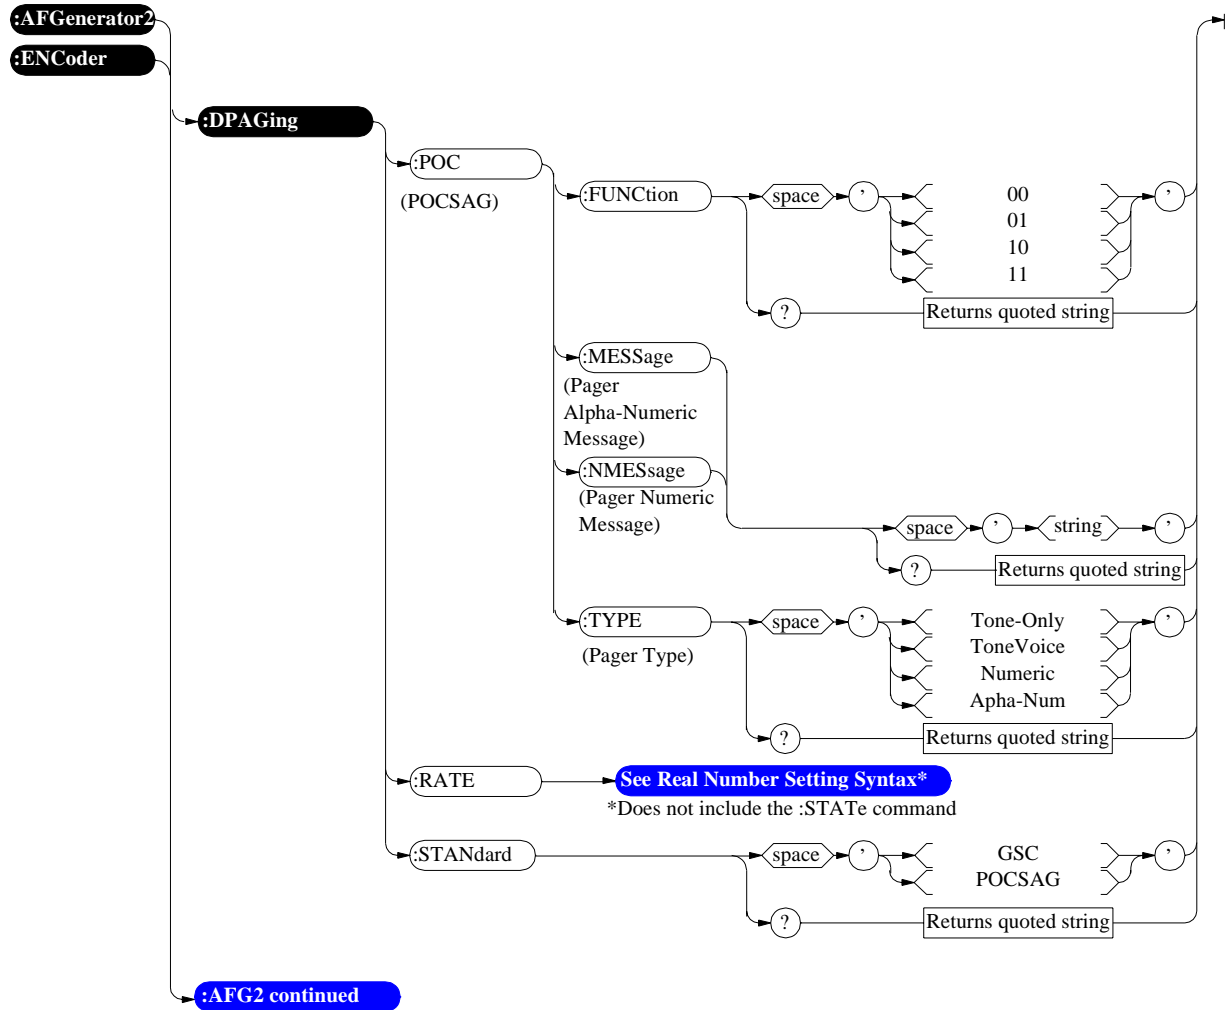 :AFGenerator2
:ENCoder
:DPAGing
:POC
(POCSAG)
:FUNCtion
space
’
00
01
10
11
’
?
Returns quoted string
:MESSage
(Pager
Alpha-Numeric
Message)
:NMESsage
(Pager Numeric
Message)
space
’
string
’
?
Returns quoted string
:TYPE
(Pager Type)
space
’
Tone-Only
ToneVoice
Numeric
Apha-Num
’
?
Returns quoted string
:RATE
See Real Number Setting Syntax*
*Does not include the :STATe command
:STANdard
space
’
GSC
POCSAG
’
?
Returns quoted string
:AFG2 continued